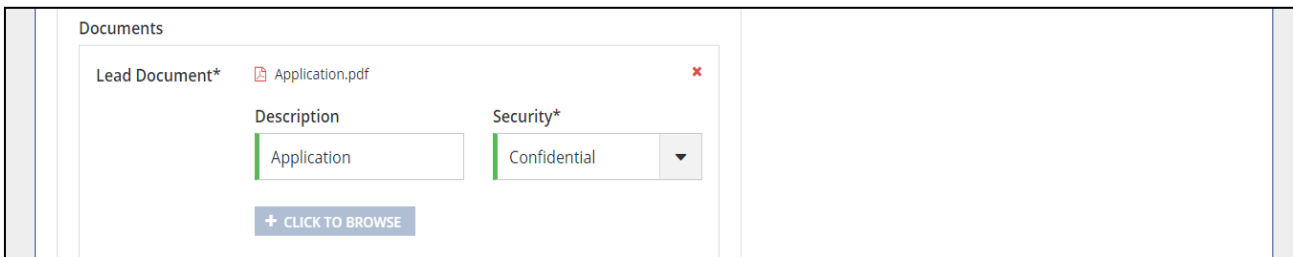 Documents
Lead Document* Application.pdf
Description Security*
Application Confidential
+ CLICK TO BROWSE